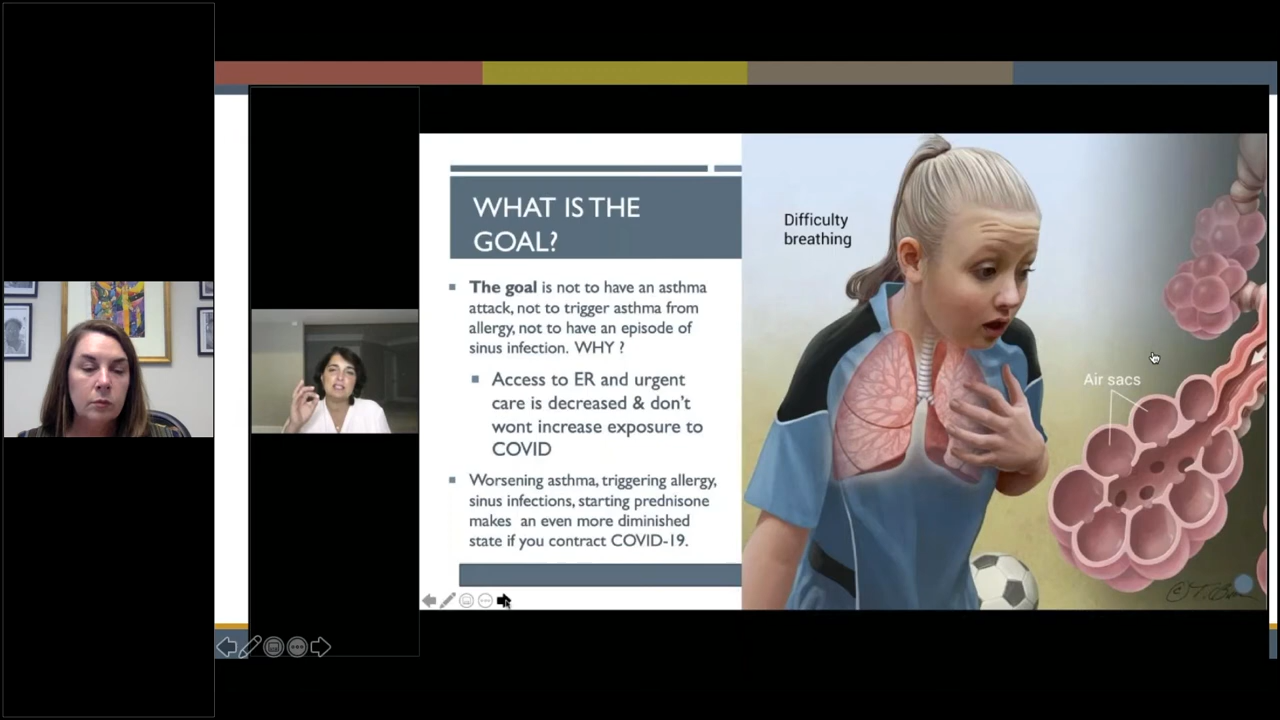 WHAT IS THE
GOAL?
The goal is not to have an asthma
attack, not to trigger asthma from
allergy, not to have an episode of
sinus infection. WHY ?
Access to ER and urgent
care is decreased & don't
wont increase exposure to
COVID
Worsening asthma, triggering allergy,
sinus infections, starting prednisone
makes an even more diminished
state if you contract COVID-19.
Difficulty
breathing
Air sacs